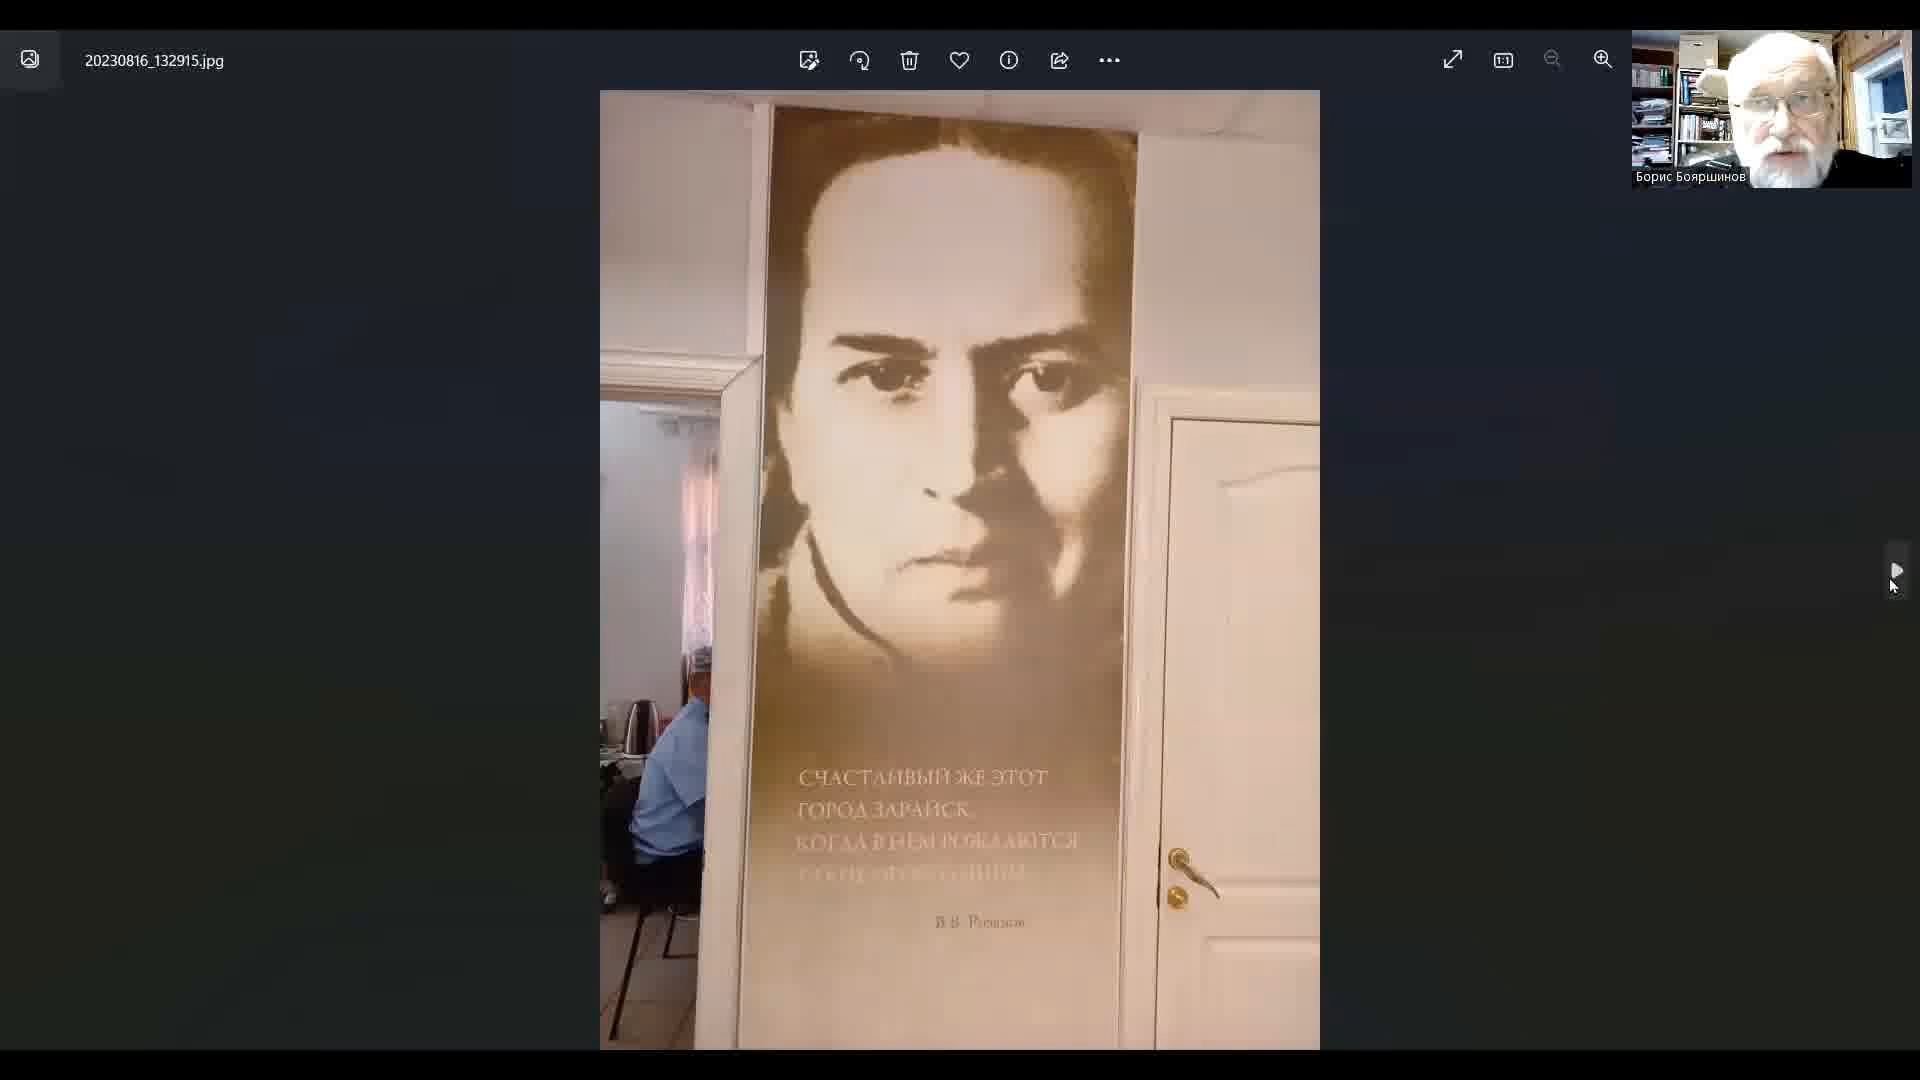 20230816_132915.jpg
Борис Бояршинов
СЧАСТЛИВЫЙ ЖЕ ЭТОТ
ГОРОД ЗАРАЙСК,
КОГДА В НЕМ РОЖДАЮТСЯ
В.В. Розанов